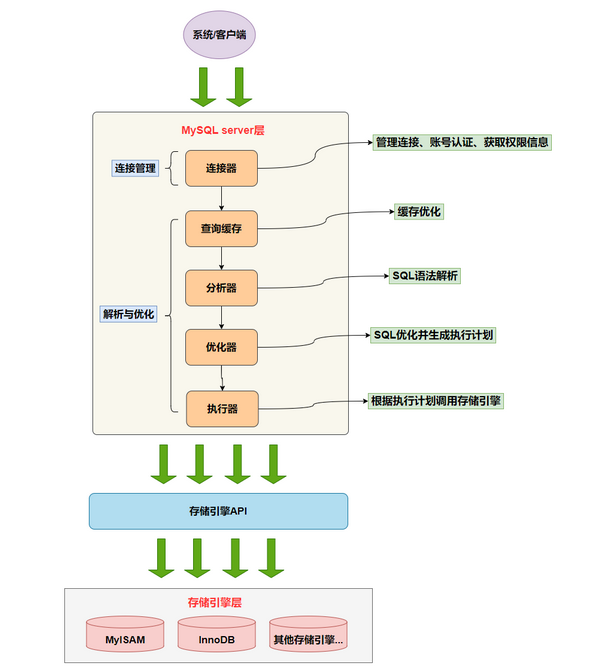 系统/客户端
MySQL server层
管理连接、账号认证、获取权限信息
连接管理
连接器
查询缓存
缓存优化
分析器
SQL语法解析
解析与优化
优化器
SQL优化并生成执行计划
执行器
根据执行计划调用存储引擎
存储引擎API
存储引擎层
MyISAM
InnoDB
其他存储引擎...